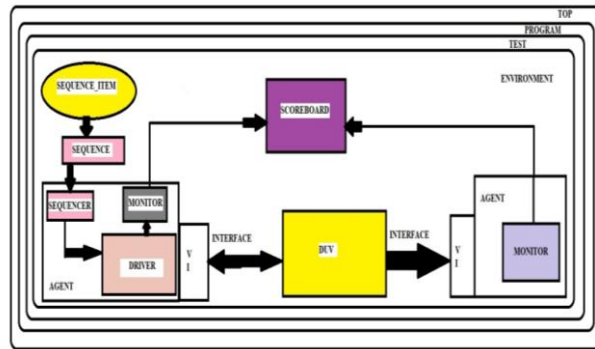 TOP
PROGRAM
TEST
ENVIRONMENT
SEQUENCE_ITEM
SCOREBOARD
SEQUENCE
SEQUENCER
MONITOR
AGENT
INTERFACE
DUV
INTERFACE
V
I
DRIVER
V
I
MONITOR
AGENT